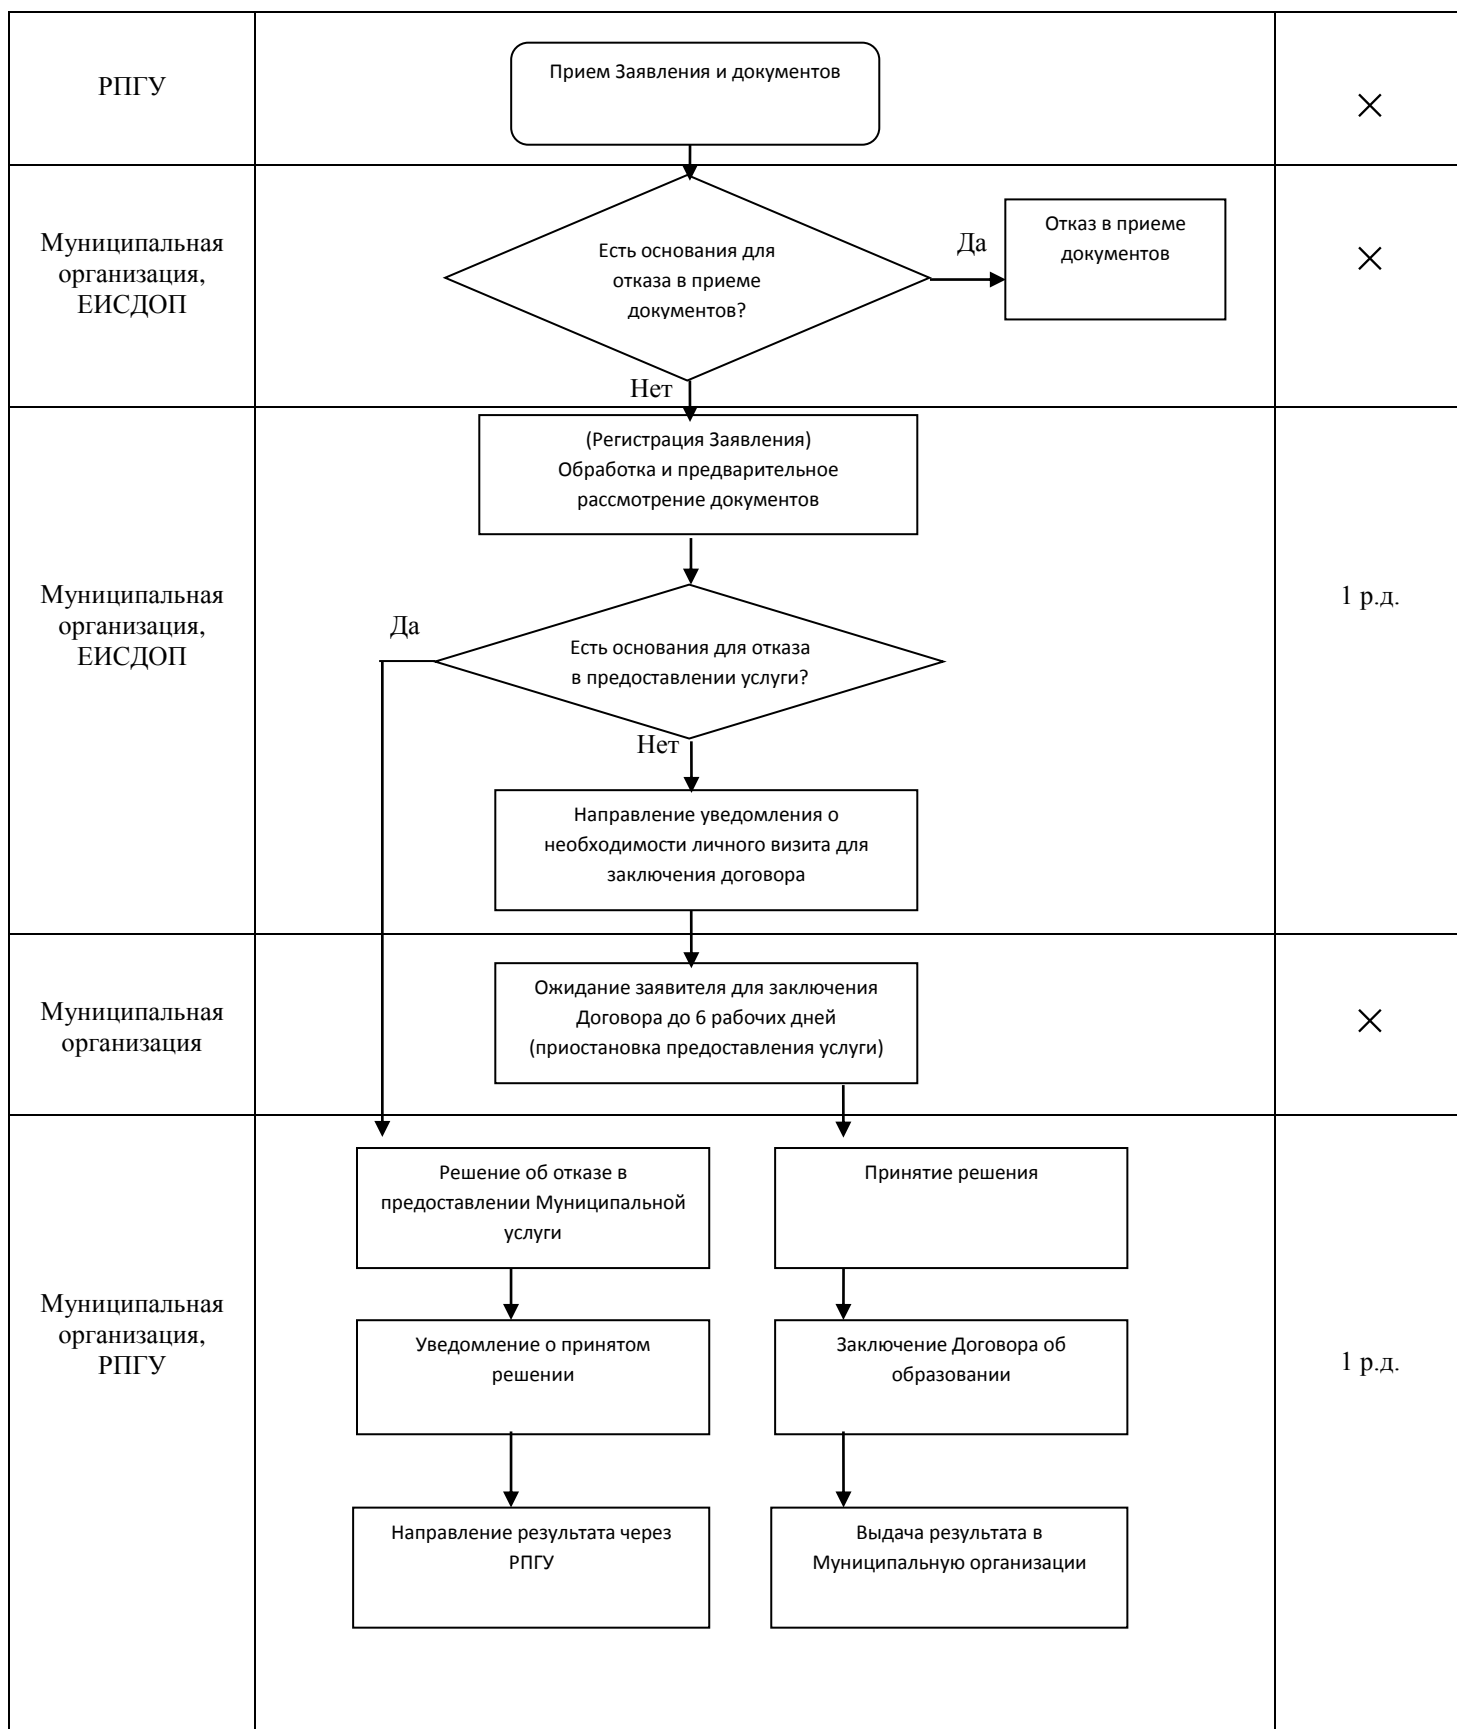 РПГУ
Прием Заявления и документов
×
Муниципальная
организация,
ЕИСДОП
Есть основания для
отказа в приеме
документов?
Да
Отказ в приеме
документов
×
Нет
Муниципальная
организация,
ЕИСДОП
(Регистрация Заявления)
Обработка и предварительное
рассмотрение документов
1 р.д.
Да
Есть основания для отказа
в предоставлении услуги?
Нет
Направление уведомления о
необходимости личного визита для
заключения договора
Муниципальная
организация
Ожидание заявителя для заключения
Договора до 6 рабочих дней
(приостановка предоставления услуги)
×
Муниципальная
организация,
РПГУ
Решение об отказе в
предоставлении Муниципальной
услуги
Принятие решения
Уведомление о принятом
решении
Заключение Договора об
образовании
1 р.д.
Направление результата через
РПГУ
Выдача результата в
Муниципальную организации